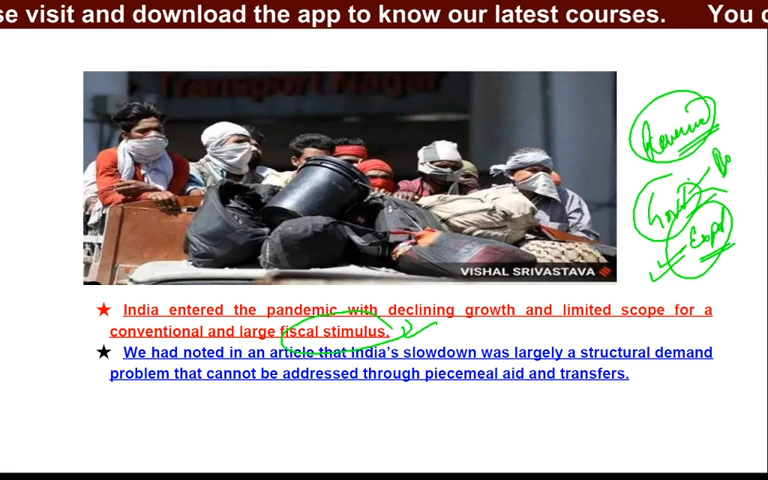 se visit and download the app to know our latest courses. You c
Transport Nagar
Revenue
Govt
Expd
VISHAL SRIVASTAVA
★ India entered the pandemic with declining growth and limited scope for a
conventional and large fiscal stimulus.
★ We had noted in an article that India's slowdown was largely a structural demand
problem that cannot be addressed through piecemeal aid and transfers.